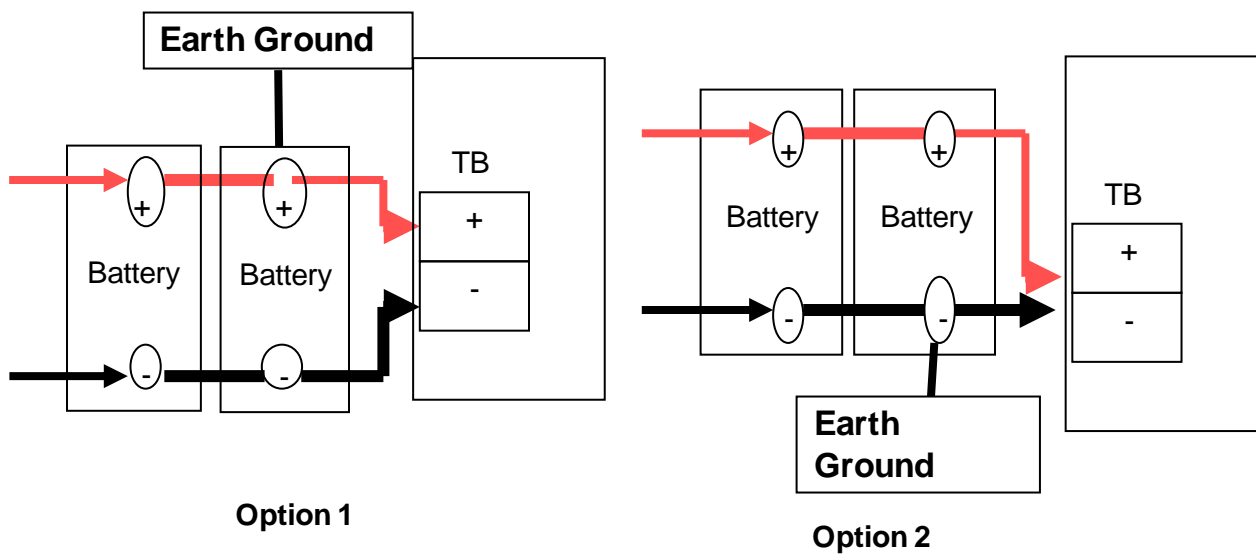 Earth Ground
TB
+
+
+
-
Battery
Battery
-
-
Option 1
+
+
TB
Battery
Battery
+
-
-
-
Earth
Ground
Option 2